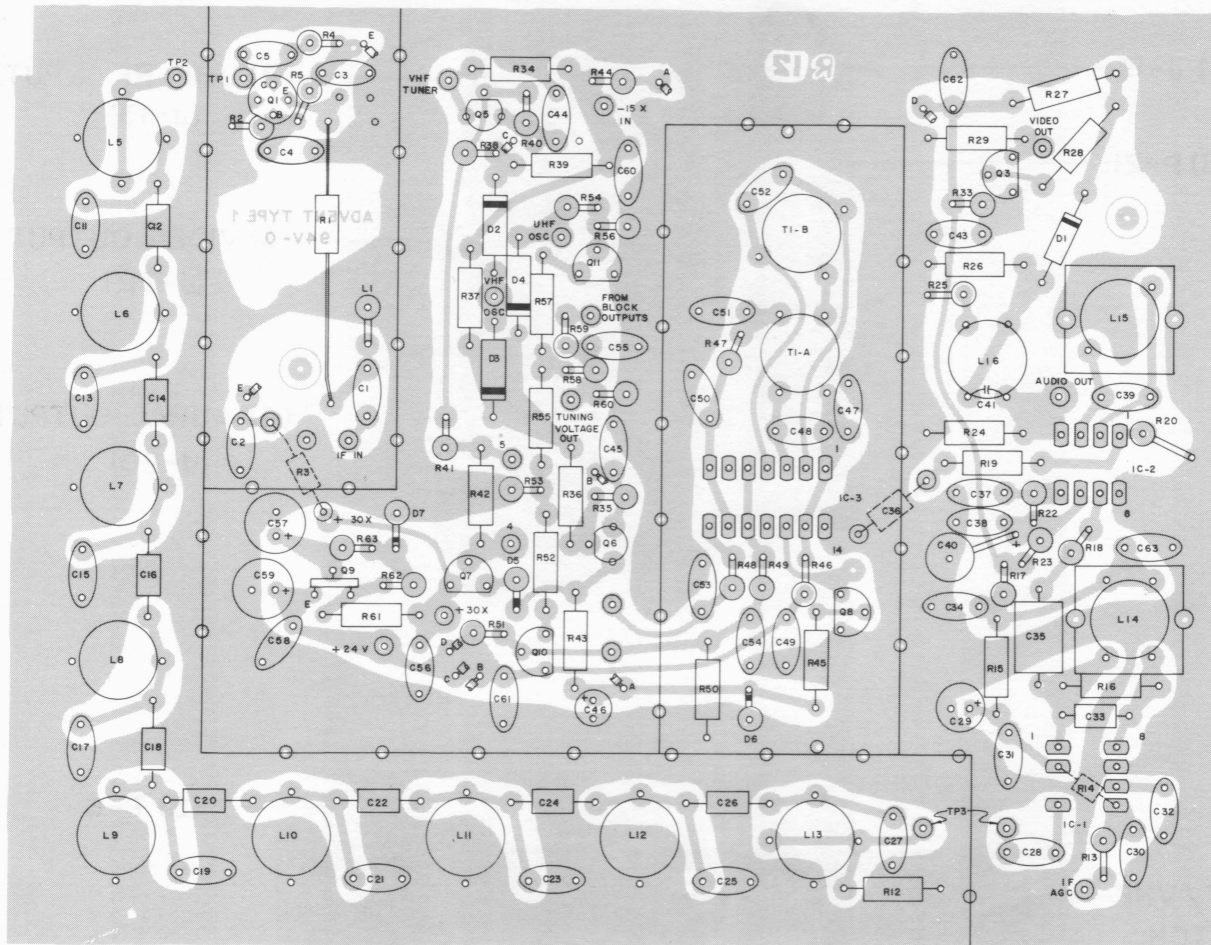 C5
R4
E
TP2
TP1
C3
C
R5
E
Q1
B
R2
C4
L5
VHF
TUNER
R34
R44
A
-15 X
IN
Q5
C44
C
R40
R38
R39
C60
R12
C62
D
R27
R29
VIDEO
OUT
R28
Q3
R33
C11
C12
R1
ADVENT TYPE 1
94V-0
D2
R54
UHF
OSC
R56
Q11
C52
T1-B
C43
D1
R26
R25
L6
L1
R37
VHF
OSC
D4
R57
FROM
BLOCK
OUTPUTS
R59
C55
C51
R47
T1-A
L16
L15
C13
C14
E
C1
C2
D3
R58
R60
R55
TUNING
VOLTAGE
OUT
C50
C48
C47
1
AUDIO OUT
C41
C39
1
R20
R24
IF IN
R3
R41
5
R42
R53
R36
C45
B
R35
IC-3
C36
R19
IC-2
L7
C57
+
+ 30X
D7
R63
4
R52
Q6
14
C37
C38
R22
8
C40
+
R23
R18
C63
C15
C16
C59
+
Q9
E
R62
Q7
D5
C53
R48
R49
R46
Q8
R17
C34
R61
+ 30X
R51
R43
C58
+ 24 V
D
Q10
C54
C49
R45
R15
C35
L14
L8
C56
C
B
C61
+
C46
A
R50
R16
C29
+
C33
D6
C17
C18
C31
1
8
R14
C32
C20
C22
C24
C26
L9
L10
L11
L12
L13
C27
TP3
IC-1
C28
R13
C30
C19
C21
C23
C25
R12
IF
AGC